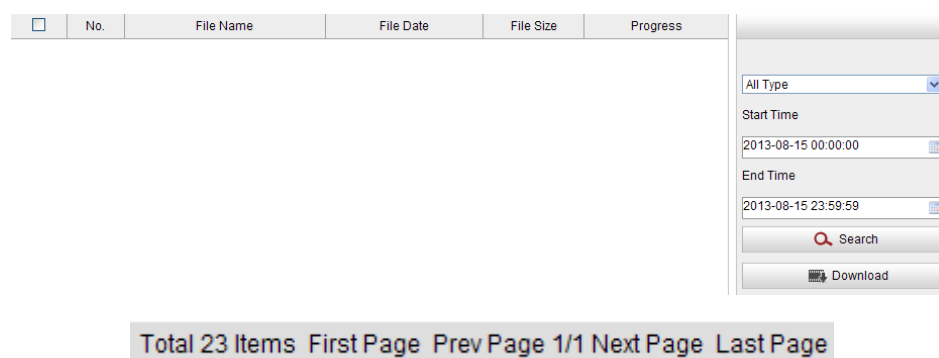 No. File Name File Date File Size Progress
All Type
Start Time
2013-08-15 00:00:00
End Time
2013-08-15 23:59:59
Search
Download
Total 23 Items First Page Prev Page 1/1 Next Page Last Page